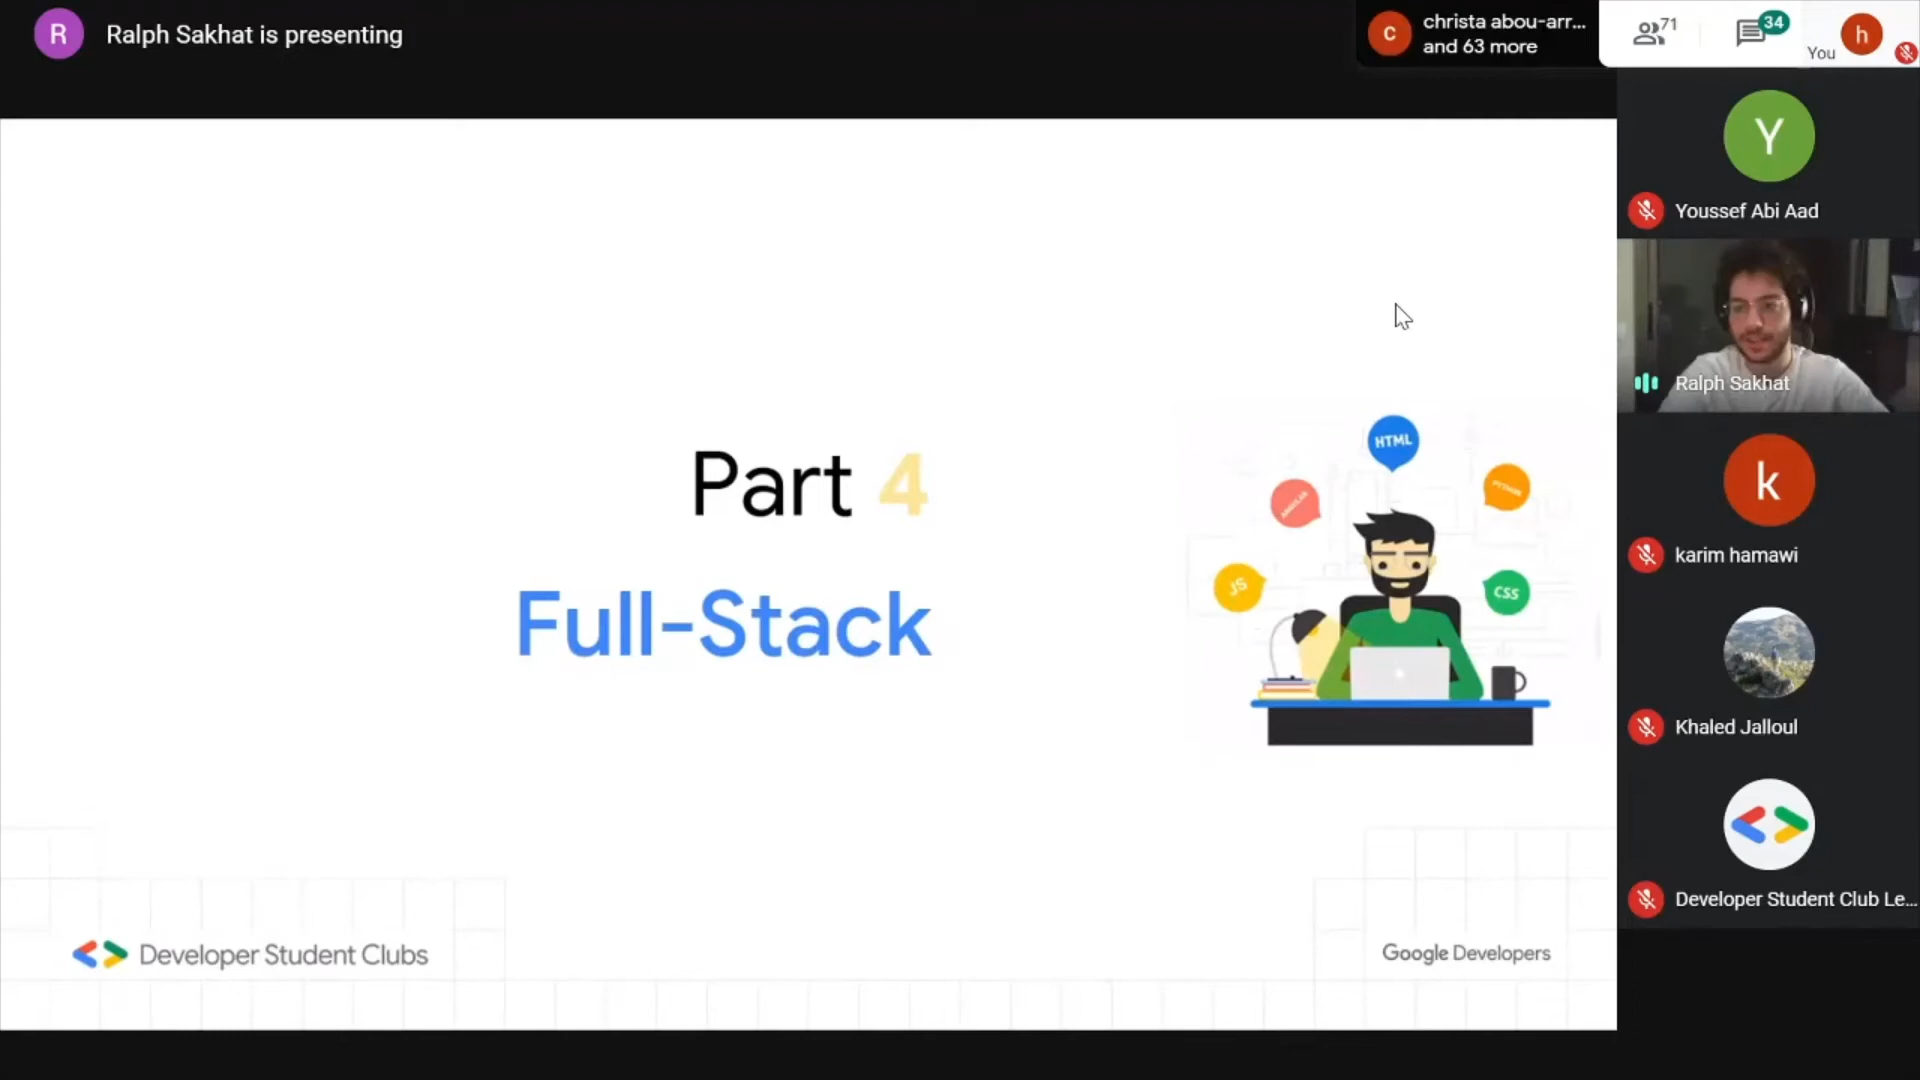 R
Ralph Sakhat is presenting
C
christa abou-arr...
and 63 more
71
34
You
h
Y
Youssef Abi Aad
Ralph Sakhat
k
karim hamawi
Khaled Jalloul
Developer Student Club Le...
Part 4
Full-Stack
HTML
ANGULAR
PYTHON
JS
CSS
Developer Student Clubs
Google Developers